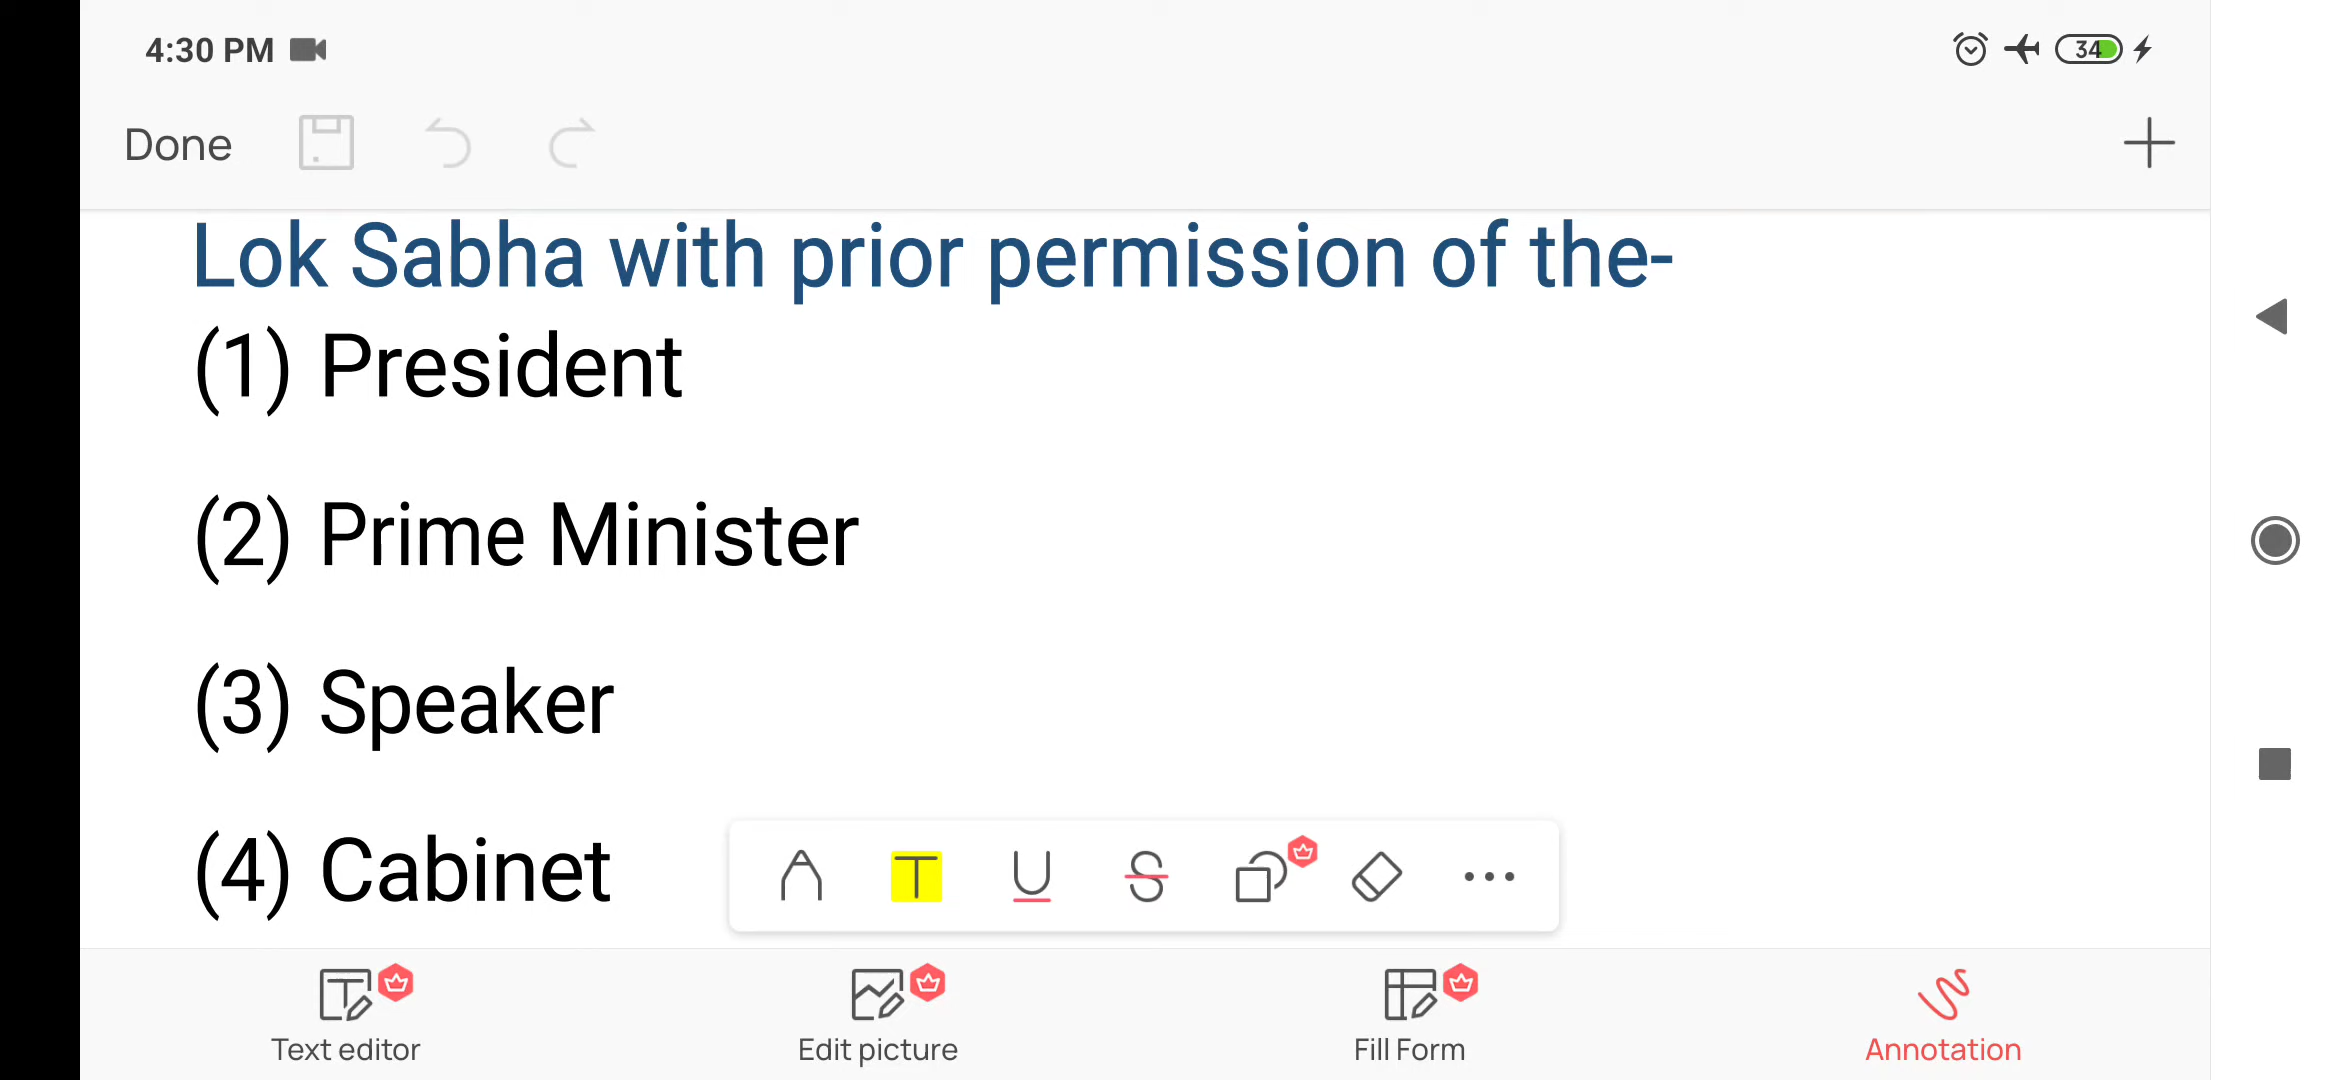 4:30 PM
34
Done
Lok Sabha with prior permission of the-
(1) President
(2) Prime Minister
(3) Speaker
(4) Cabinet
T U S
Text editor
Edit picture
Fill Form
Annotation